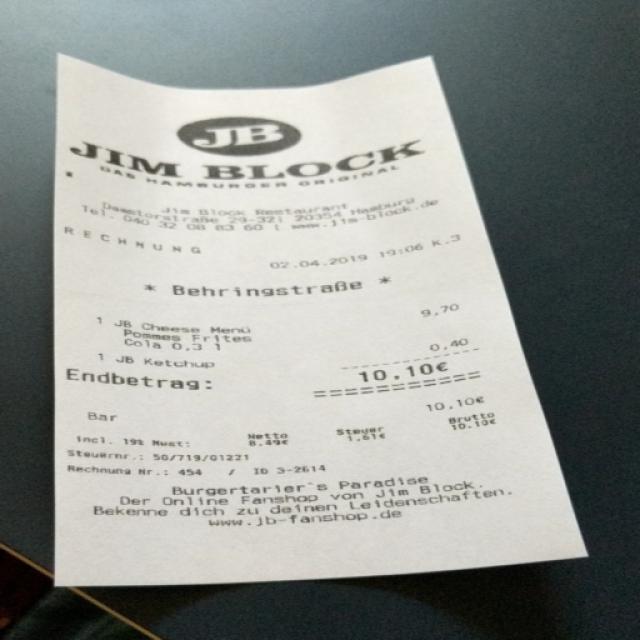 JB
JIM BLOCK
DAS HAMBURGER ORIGINAL
Jim Block Restaurant
Dammtorstraße 29-32 | 20354 Hamburg
Tel. 040 32 08 83 60 | www.jim-block.de
RECHNUNG
02.04.2019 19:06 K.3
* Behringstraße *
1 JB Cheese Menü 9,70
Pommes Frites
Cola 0,3 l
1 JB Ketchup 0,40
Endbetrag: 10,10€
Bar 10,10€
Netto Steuer Brutto
incl. 19% Mwst: 8.49€ 1.61€ 10.10€
Steuernr.: 50/719/01221
Rechnung Nr.: 454 / ID 3-2614
Burgertarier´s Paradise
Der Online Fanshop von Jim Block.
Bekenne dich zu deinen Leidenschaften.
www.jb-fanshop.de